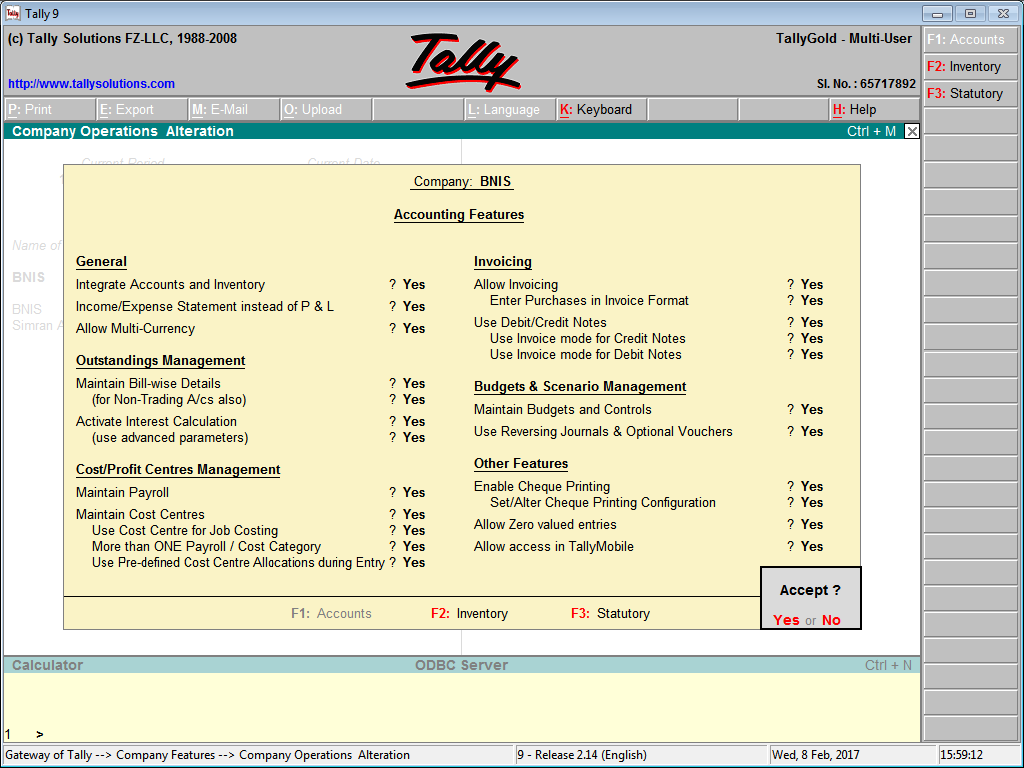 Tally 9
(c) Tally Solutions FZ-LLC, 1988-2008
Tally
TallyGold - Multi-User
http://www.tallysolutions.com
Sl. No. : 65717892
P: Print E: Export M: E-Mail O: Upload L: Language K: Keyboard H: Help
F1: Accounts
F2: Inventory
F3: Statutory
Company Operations Alteration Ctrl + M
Current Period Current Date
Name of
BNIS
BNIS
Simran A
Company: BNIS
Accounting Features
General
Integrate Accounts and Inventory ? Yes
Income/Expense Statement instead of P & L ? Yes
Allow Multi-Currency ? Yes
Outstandings Management
Maintain Bill-wise Details ? Yes
(for Non-Trading A/cs also) ? Yes
Activate Interest Calculation ? Yes
(use advanced parameters) ? Yes
Cost/Profit Centres Management
Maintain Payroll ? Yes
Maintain Cost Centres ? Yes
Use Cost Centre for Job Costing ? Yes
More than ONE Payroll / Cost Category ? Yes
Use Pre-defined Cost Centre Allocations during Entry ? Yes
Invoicing
Allow Invoicing ? Yes
Enter Purchases in Invoice Format ? Yes
Use Debit/Credit Notes ? Yes
Use Invoice mode for Credit Notes ? Yes
Use Invoice mode for Debit Notes ? Yes
Budgets & Scenario Management
Maintain Budgets and Controls ? Yes
Use Reversing Journals & Optional Vouchers ? Yes
Other Features
Enable Cheque Printing ? Yes
Set/Alter Cheque Printing Configuration ? Yes
Allow Zero valued entries ? Yes
Allow access in TallyMobile ? Yes
F1: Accounts F2: Inventory F3: Statutory
Accept ?
Yes or No
Calculator ODBC Server Ctrl + N
1 >
Gateway of Tally --> Company Features --> Company Operations Alteration
9 - Release 2.14 (English)
Wed, 8 Feb, 2017
15:59:12